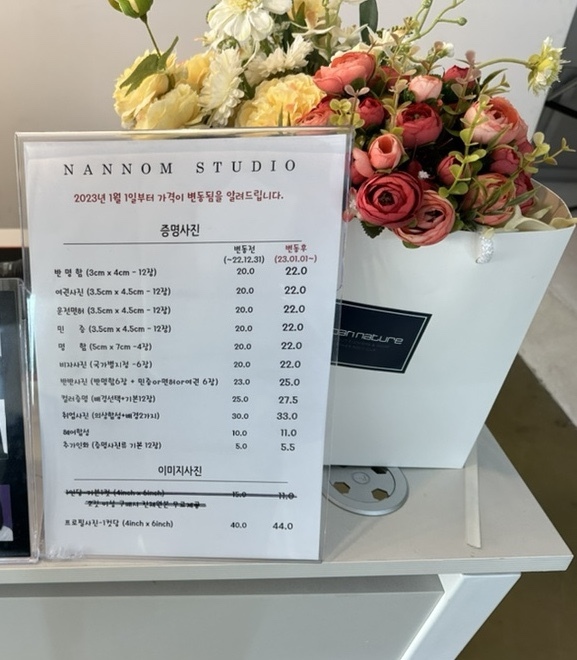 NANNOM STUDIO
2023년 1월 1일부터 가격이 변동됨을 알려드립니다.
증명사진
변동전 변동후
(~22.12.31) (23.01.01~)
반 명 함 (3cm x 4cm - 12장) 20.0 22.0
여권사진 (3.5cm x 4.5cm - 12장) 20.0 22.0
운전면허 (3.5cm x 4.5cm - 12장) 20.0 22.0
민 증 (3.5cm x 4.5cm - 12장) 20.0 22.0
명 함 (5cm x 7cm -4장) 20.0 22.0
비자사진 (국가별지정 -6장) 20.0 22.0
반반사진 (반명함6장 + 민증or면허or여권 6장) 23.0 25.0
컬러증명 (배경선택+기본12장) 25.0 27.5
취업사진 (의상합성+배경2가지) 30.0 33.0
헤어합성 10.0 11.0
추가인화 (증명사진류 기본 12장) 5.0 5.5
이미지사진
(4inch x 6inch) 15.0 11.0
프로필사진-1컷당 (4inch x 6inch) 40.0 44.0
nature